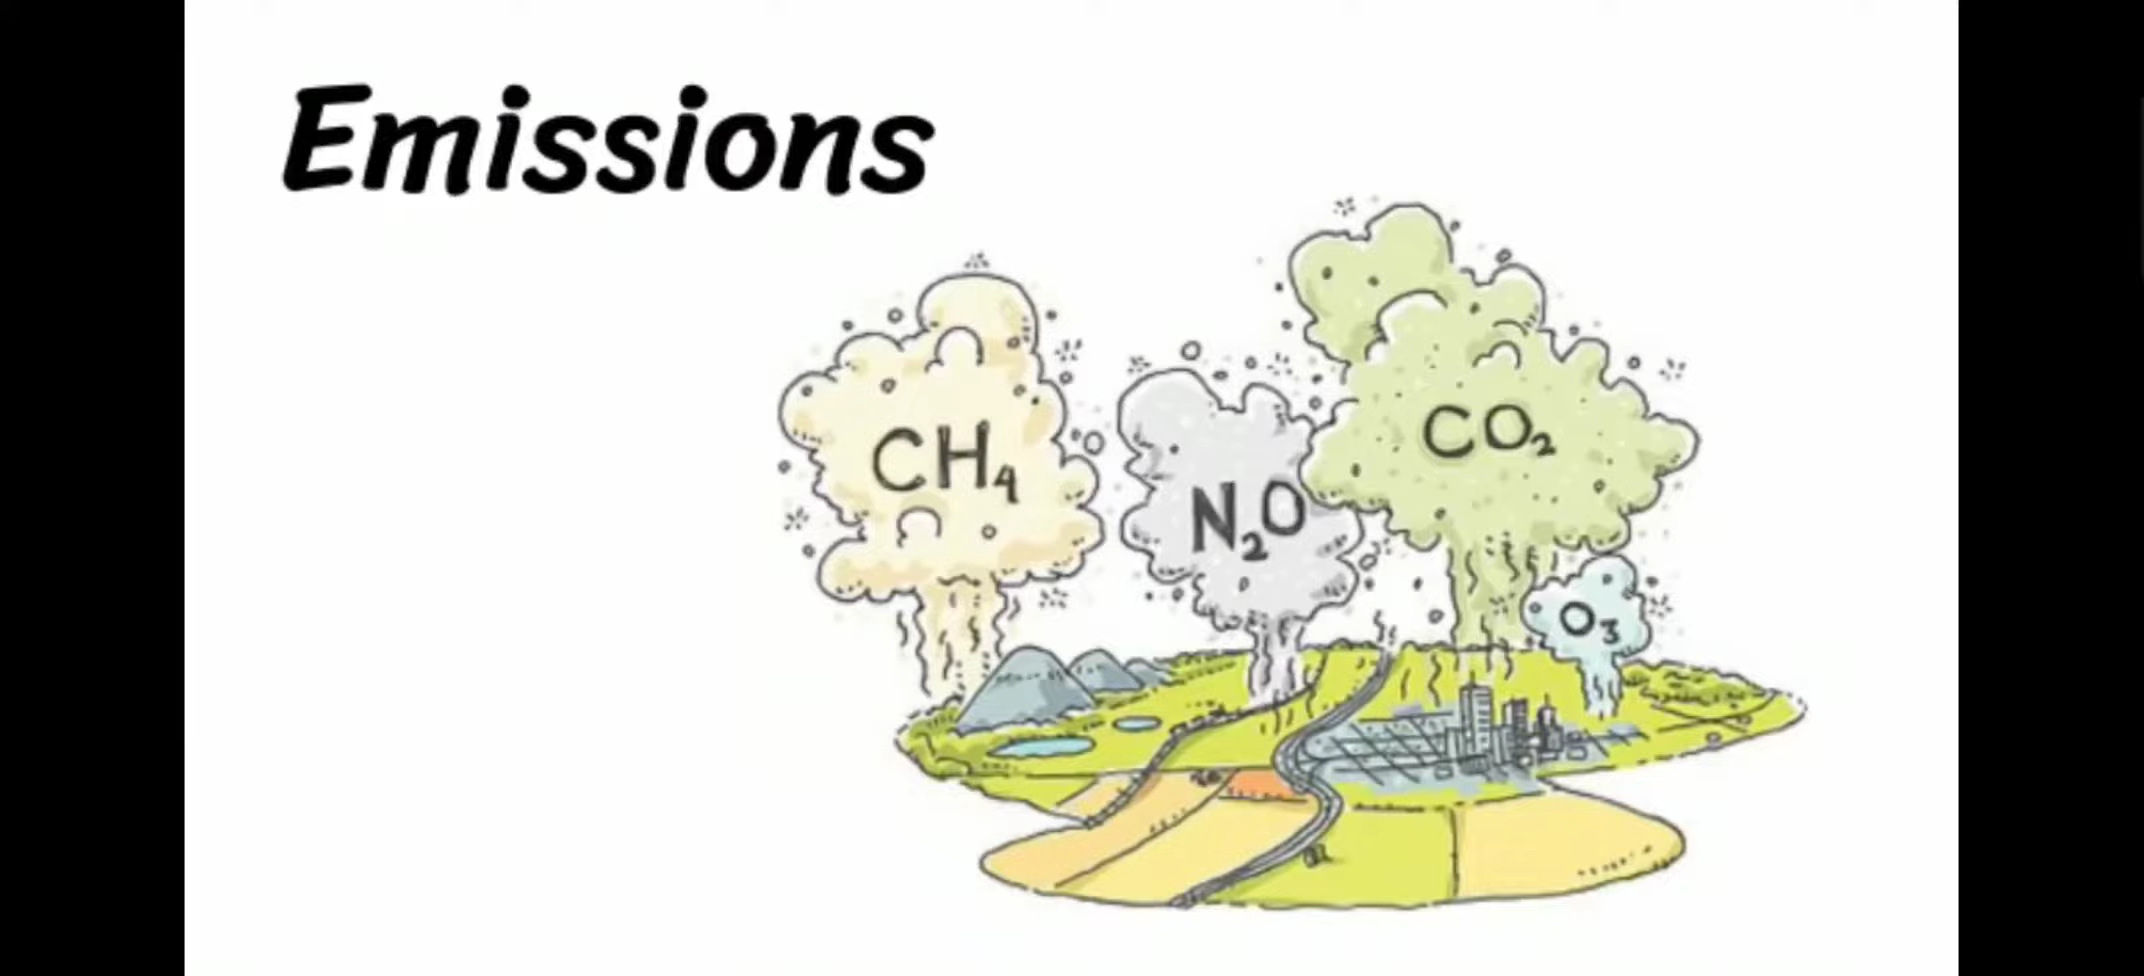 Emissions
CH₄
N₂O
CO₂
O₃